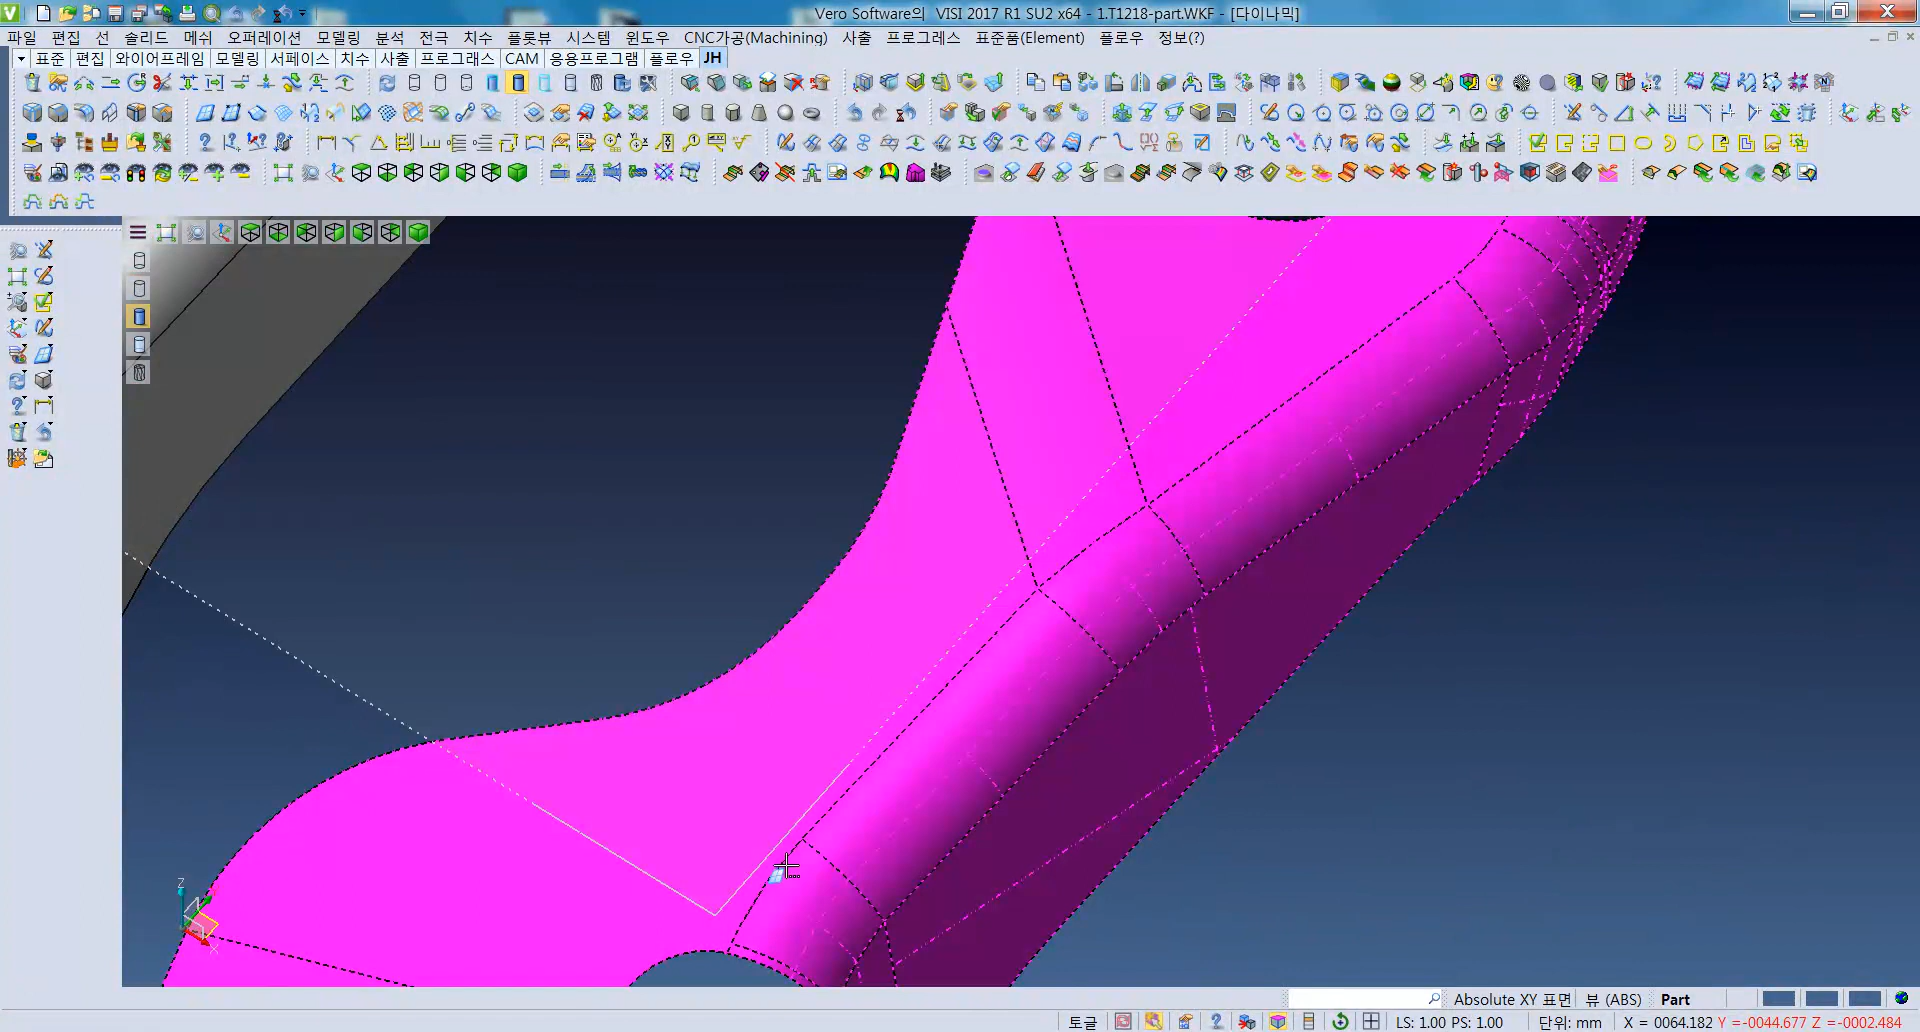 Vero Software의 VISI 2017 R1 SU2 x64 - 1.T1218-part.WKF - [다이나믹]
파일 편집 선 솔리드 메쉬 오퍼레이션 모델링 분석 전극 치수 플롯뷰 시스템 윈도우 CNC가공(Machining) 사출 프로그레스 표준품(Element) 플로우 정보(?)
표준 편집 와이어프레임 모델링 서페이스 치수 사출 프로그래스 CAM 응용프로그램 플로우 JH
Z
X
Absolute XY 표면 뷰 (ABS) Part
토글 LS: 1.00 PS: 1.00 단위: mm X = 0064.182 Y =-0044.677 Z =-0002.484